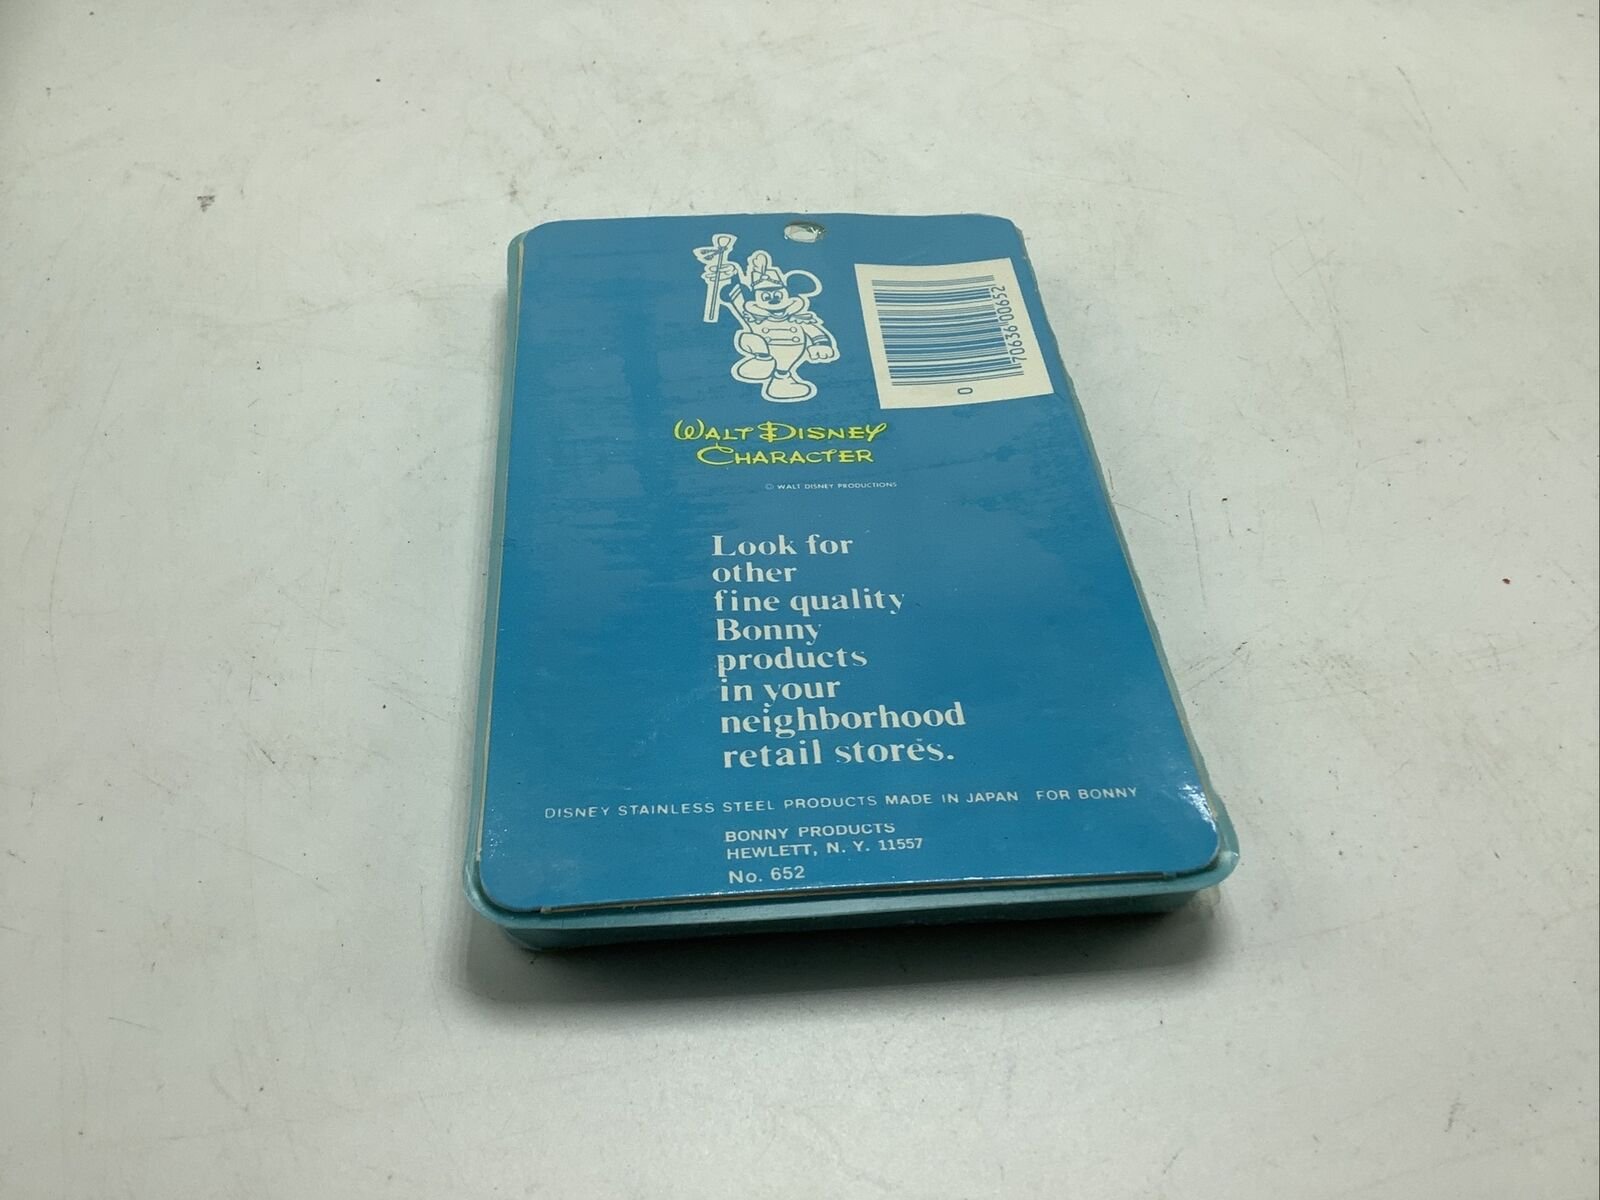 70636 00652
0
WALT DISNEY
CHARACTER
© WALT DISNEY PRODUCTIONS
Look for
other
fine quality
Bonny
products
in your
neighborhood
retail stores.
DISNEY STAINLESS STEEL PRODUCTS MADE IN JAPAN FOR BONNY
BONNY PRODUCTS
HEWLETT, N. Y. 11557
No. 652